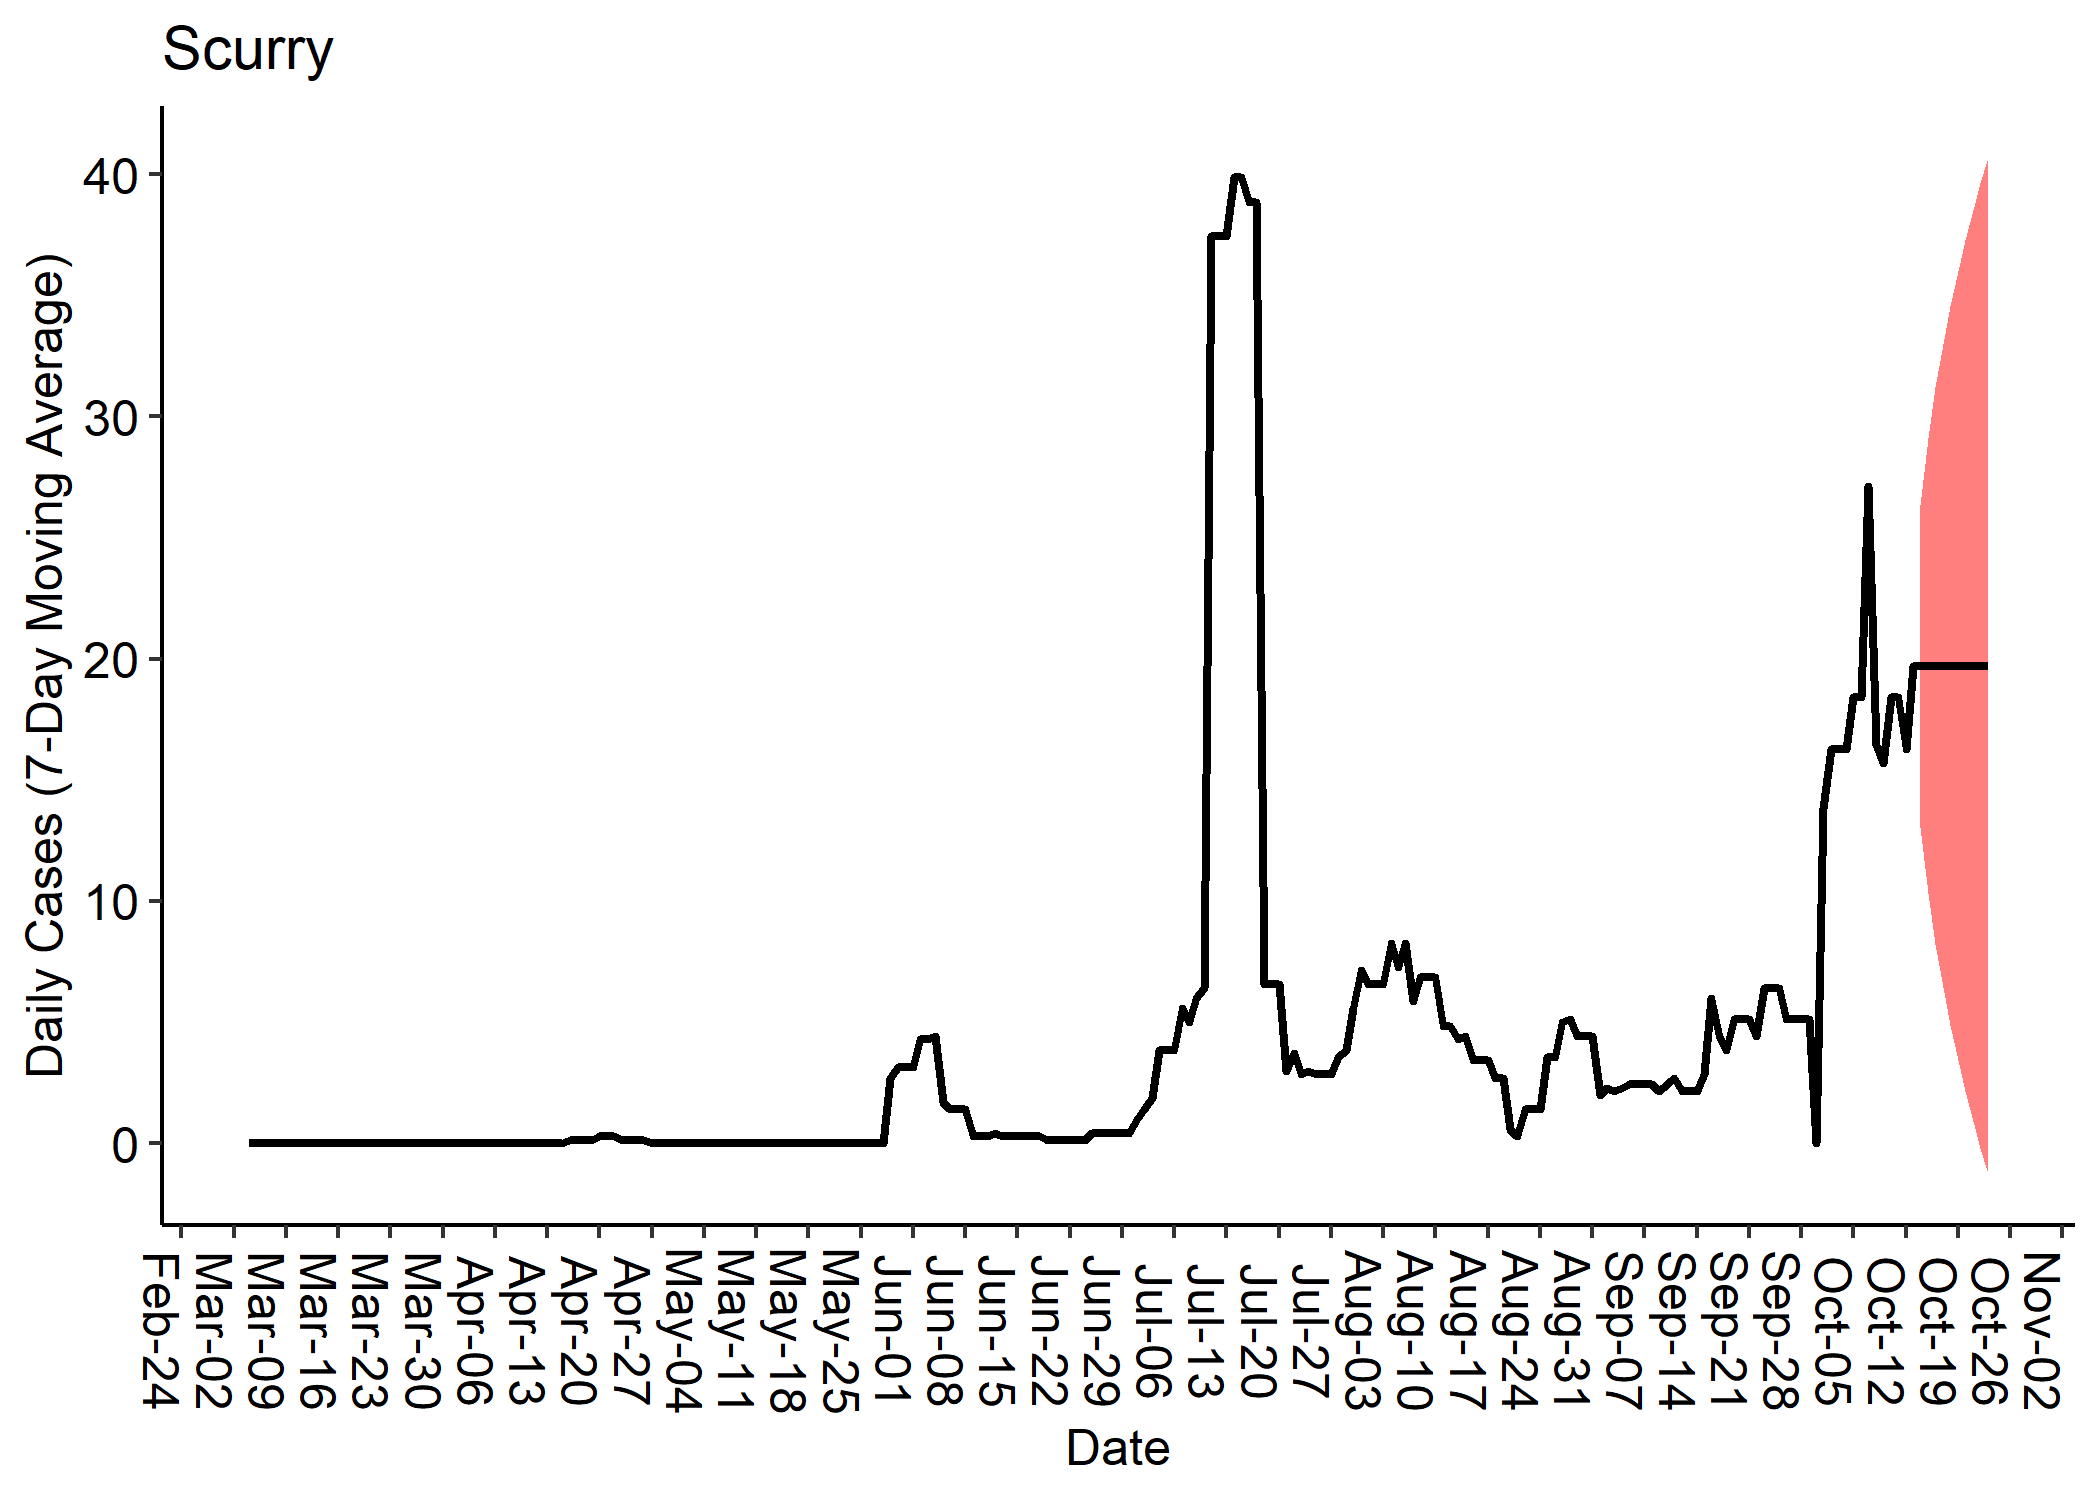 Scurry
Daily Cases (7-Day Moving Average)
40
30
20
10
0
Feb-24
Mar-02
Mar-09
Mar-16
Mar-23
Mar-30
Apr-06
Apr-13
Apr-20
Apr-27
May-04
May-11
May-18
May-25
Jun-01
Jun-08
Jun-15
Jun-22
Jun-29
Jul-06
Jul-13
Jul-20
Jul-27
Aug-03
Aug-10
Aug-17
Aug-24
Aug-31
Sep-07
Sep-14
Sep-21
Sep-28
Oct-05
Oct-12
Oct-19
Oct-26
Nov-02
Date